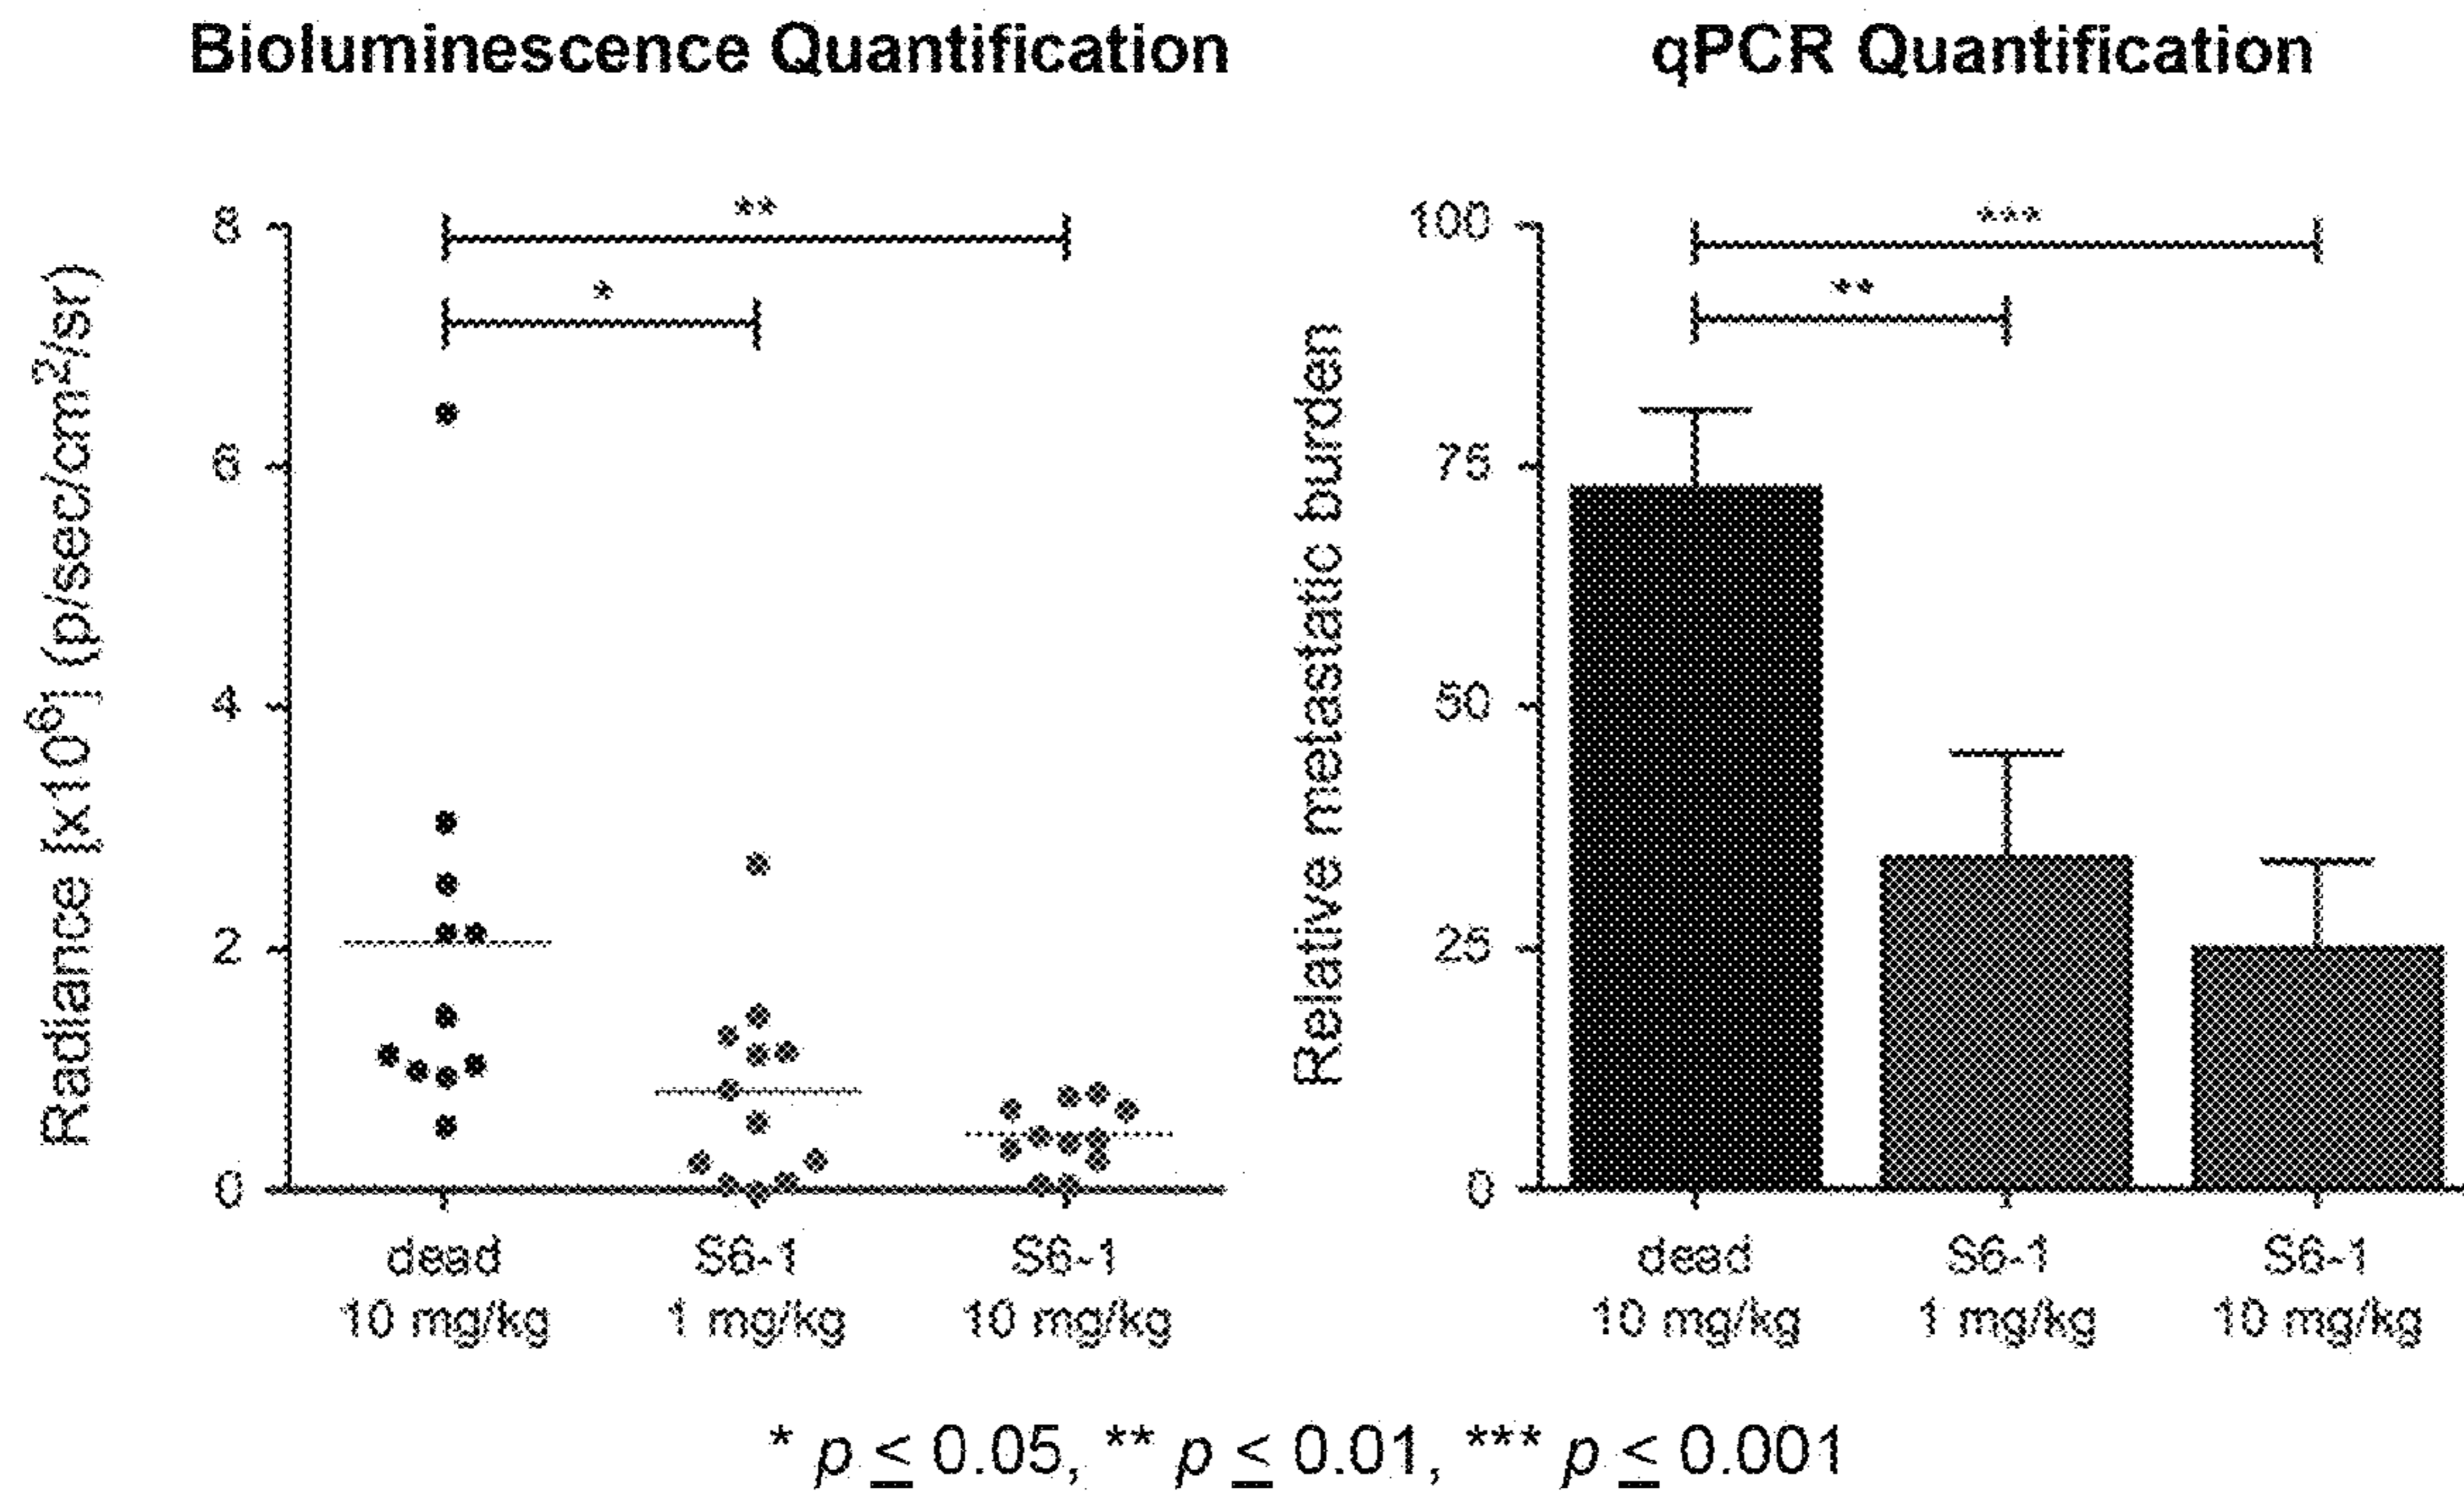 Bioluminescence Quantification
Radiance [x10⁶] (p/sec/cm²/sr)
8
6
4
2
0
**
*
dead
10 mg/kg
S6-1
1 mg/kg
S6-1
10 mg/kg
qPCR Quantification
Relative metastatic burden
100
75
50
25
0
***
**
dead
10 mg/kg
S6-1
1 mg/kg
S6-1
10 mg/kg
* p ≤ 0.05, ** p ≤ 0.01, *** p ≤ 0.001